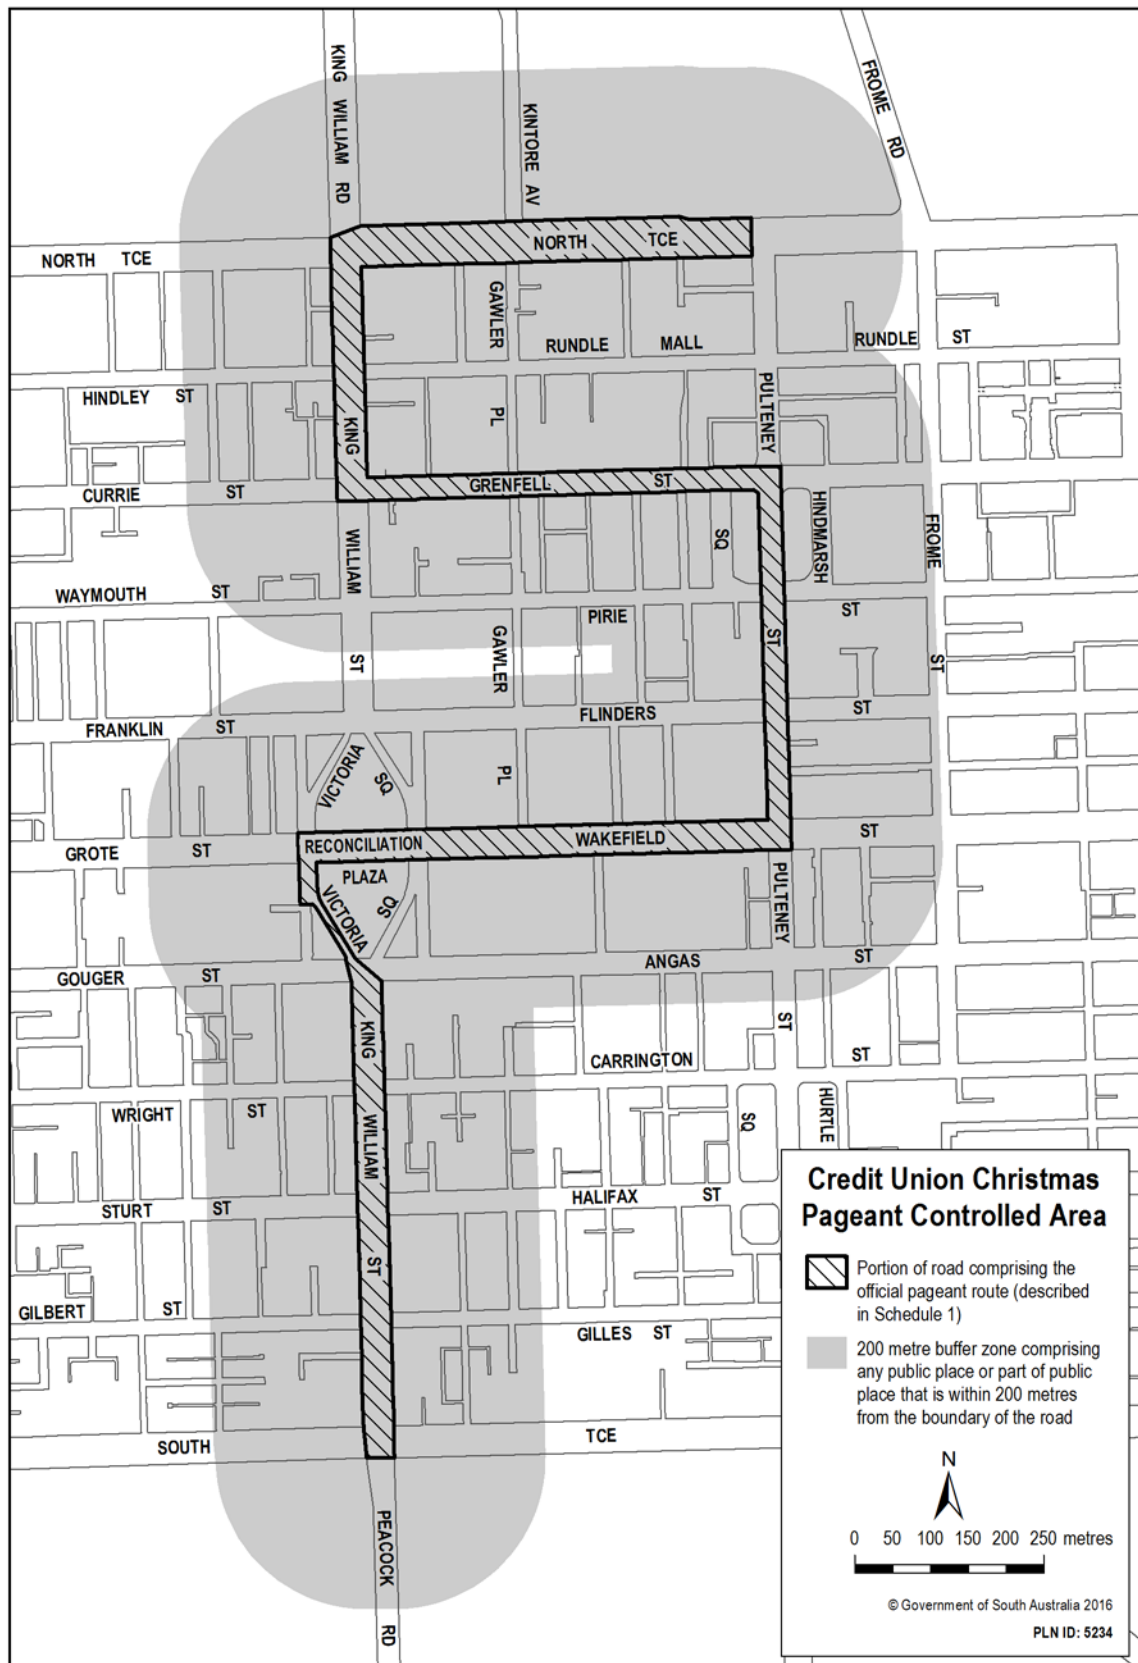 KING WILLIAM RD
KINTORE AV
FROME RD
NORTH TCE
NORTH TCE
GAWLER
RUNDLE MALL
RUNDLE ST
HINDLEY ST
KING
PL
PULTENEY
CURRIE ST
GRENFELL ST
WILLIAM
SQ
HINDMARSH
FROME
WAYMOUTH ST
PIRIE
ST
ST
ST
GAWLER
ST
FRANKLIN ST
FLINDERS
ST
VICTORIA
SQ
PL
GROTE ST
RECONCILIATION
WAKEFIELD
ST
PLAZA
VICTORIA
SQ
PULTENEY
GOUGER ST
ANGAS
ST
KING
ST
CARRINGTON
ST
WRIGHT ST
WILLIAM
SQ
HURTLE
STURT ST
HALIFAX ST
ST
GILBERT ST
GILLES ST
SOUTH
TCE
PEACOCK
RD
Credit Union Christmas
Pageant Controlled Area
Portion of road comprising the
official pageant route (described
in Schedule 1)
200 metre buffer zone comprising
any public place or part of public
place that is within 200 metres
from the boundary of the road
N
0 50 100 150 200 250 metres
© Government of South Australia 2016
PLN ID: 5234